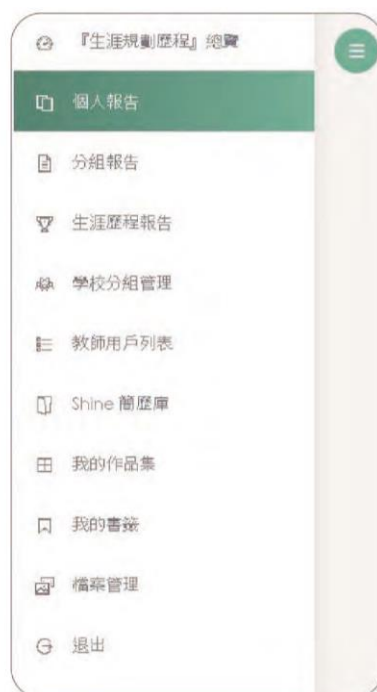 『生涯規劃歷程』總覽
個人報告
分組報告
生涯歷程報告
學校分組管理
教師用戶列表
Shine 簡歷庫
我的作品集
我的書籤
檔案管理
退出